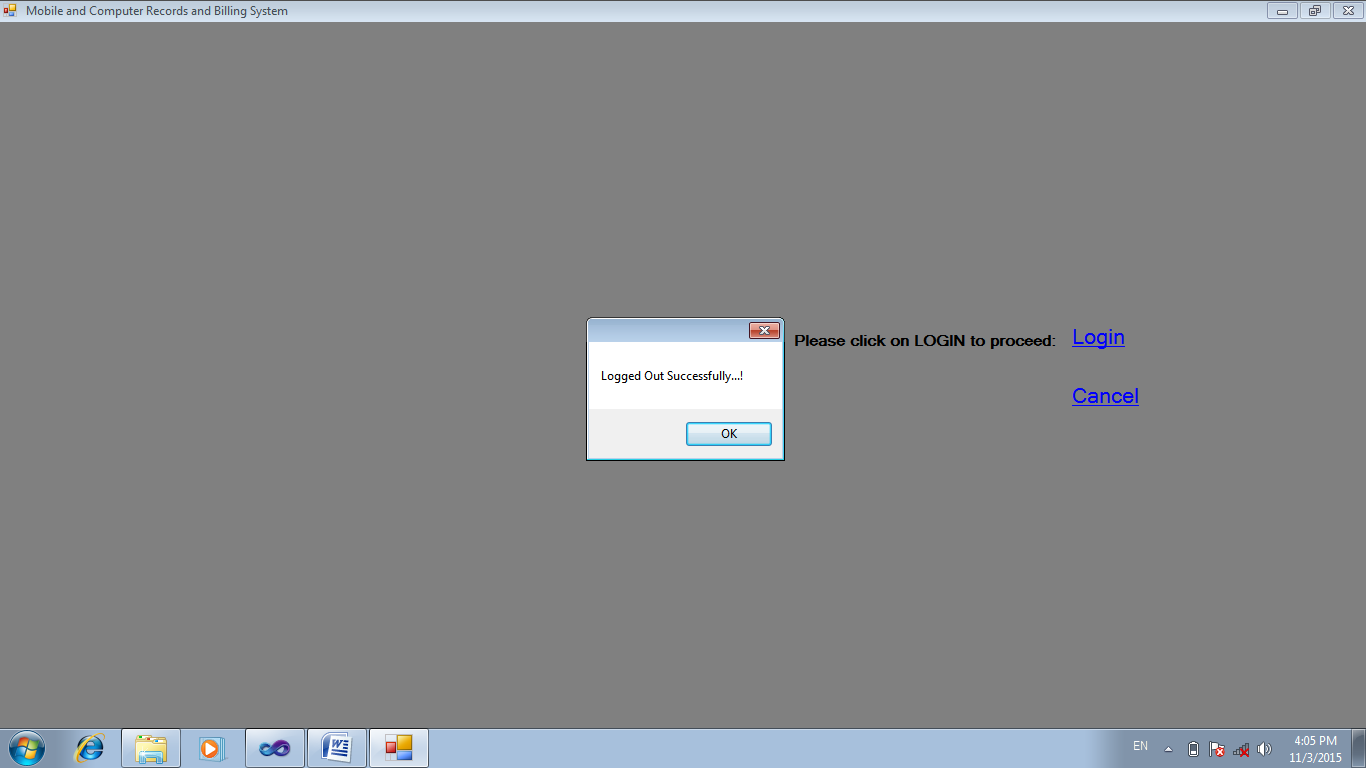 Mobile and Computer Records and Billing System
Please click on LOGIN to proceed:
Login
Logged Out Successfully...!
Cancel
OK
EN
4:05 PM
11/3/2015